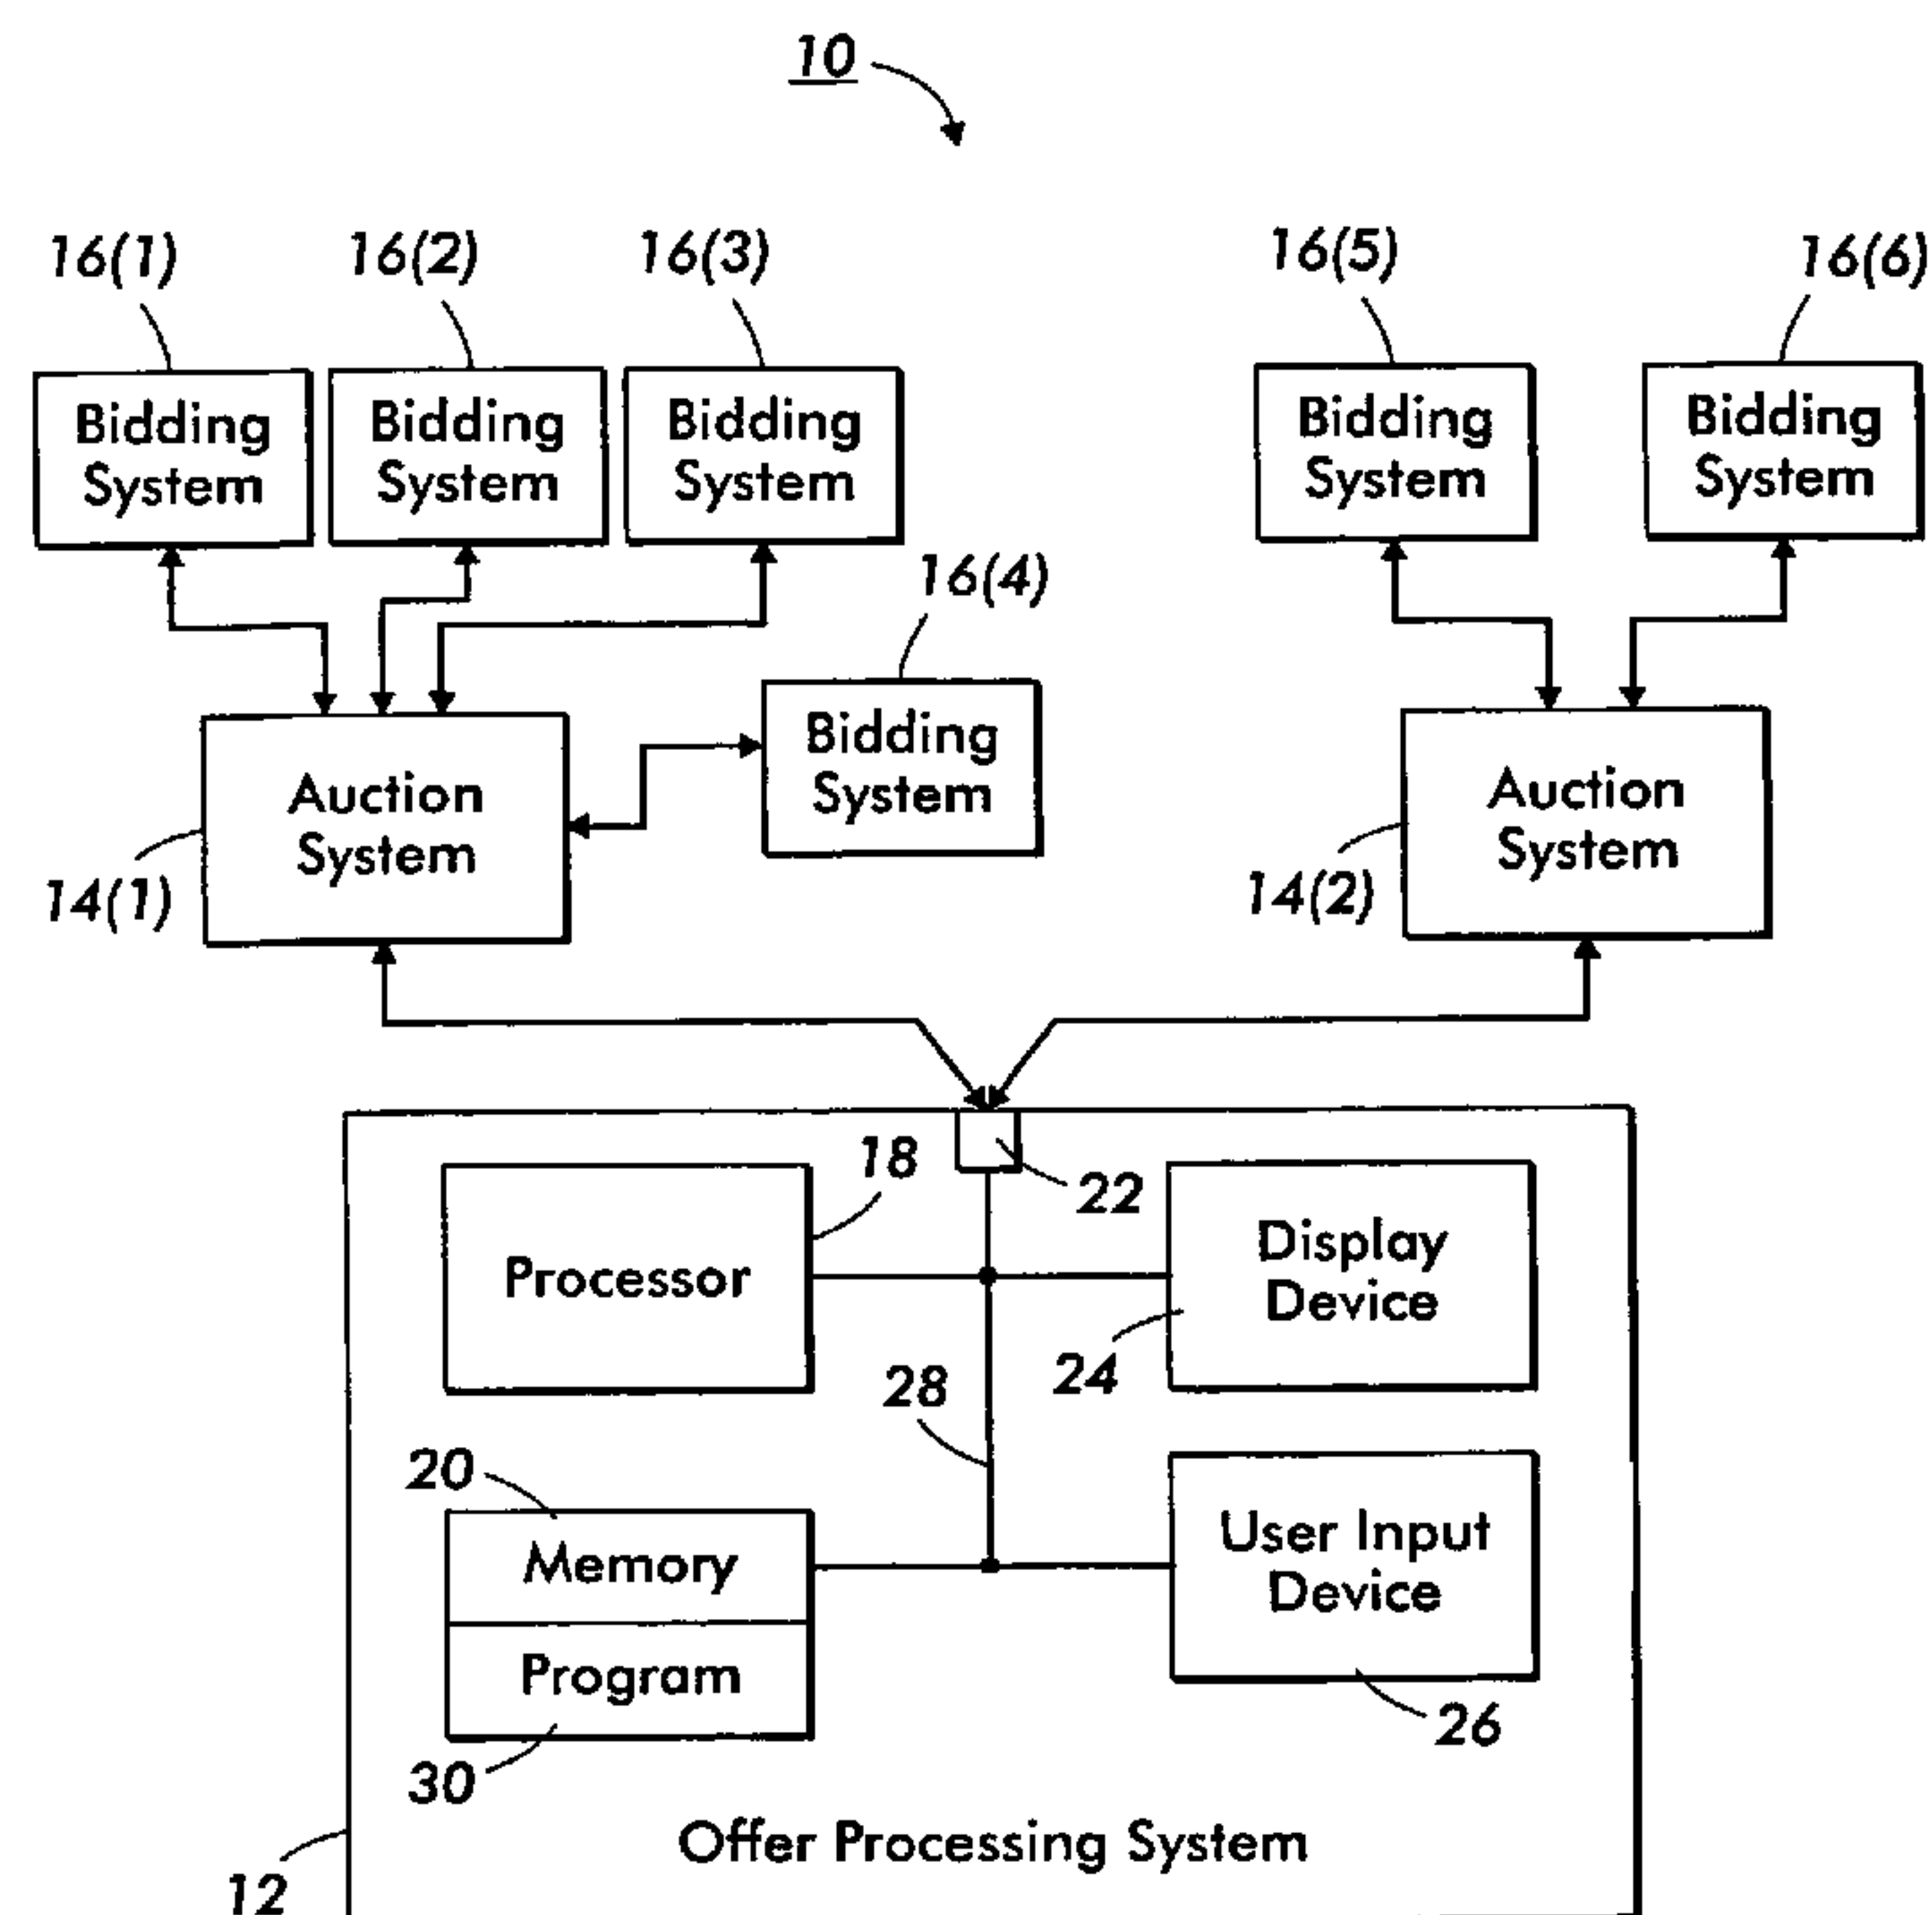 10
16(1) 16(2) 16(3) 16(5) 16(6)
Bidding System
Bidding System
Bidding System
Bidding System
Bidding System
16(4)
Bidding System
Auction System
Auction System
14(1)
14(2)
18
22
Processor
Display Device
24
28
20
Memory
User Input Device
Program
26
30
Offer Processing System
12